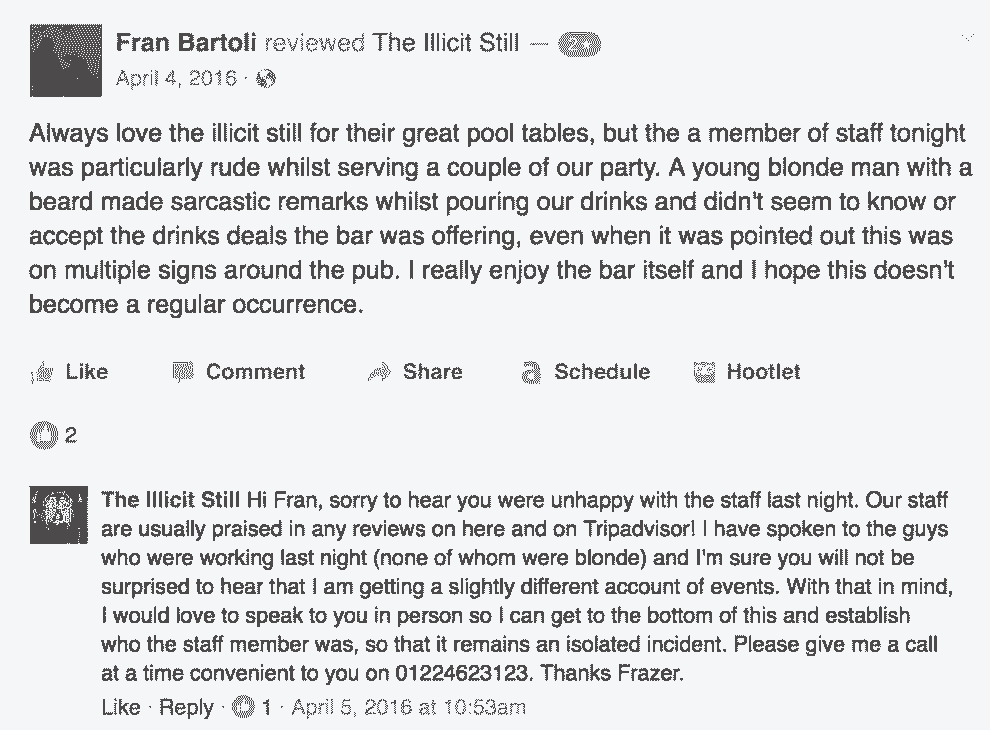 Fran Bartoli reviewed The Illicit Still —
April 4, 2016 ·
Always love the illicit still for their great pool tables, but the a member of staff tonight
was particularly rude whilst serving a couple of our party. A young blonde man with a
beard made sarcastic remarks whilst pouring our drinks and didn't seem to know or
accept the drinks deals the bar was offering, even when it was pointed out this was
on multiple signs around the pub. I really enjoy the bar itself and I hope this doesn't
become a regular occurrence.
Like Comment Share Schedule Hootlet
2
The Illicit Still Hi Fran, sorry to hear you were unhappy with the staff last night. Our staff
are usually praised in any reviews on here and on Tripadvisor! I have spoken to the guys
who were working last night (none of whom were blonde) and I'm sure you will not be
surprised to hear that I am getting a slightly different account of events. With that in mind,
I would love to speak to you in person so I can get to the bottom of this and establish
who the staff member was, so that it remains an isolated incident. Please give me a call
at a time convenient to you on 01224623123. Thanks Frazer.
Like · Reply · 1 · April 5, 2016 at 10:53am